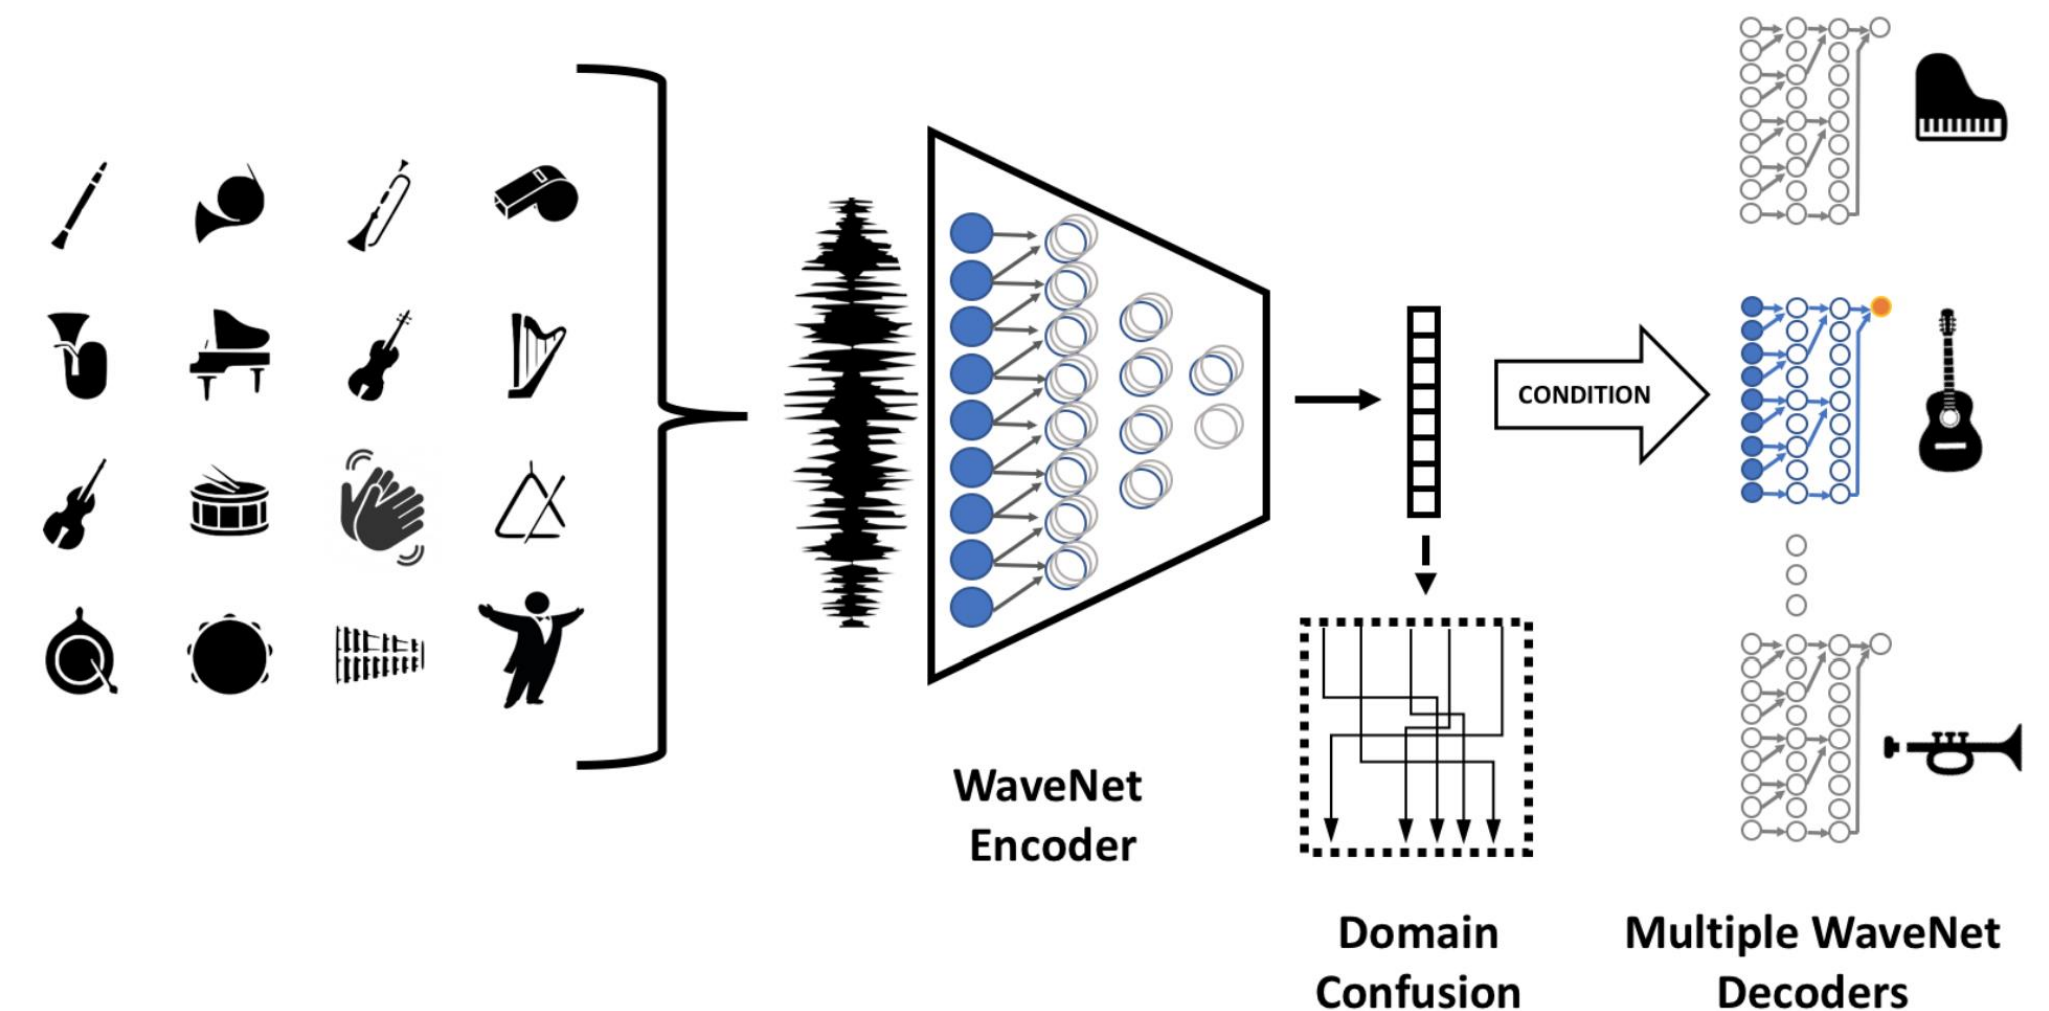 CONDITION
WaveNet
Encoder
Domain
Confusion
Multiple WaveNet
Decoders